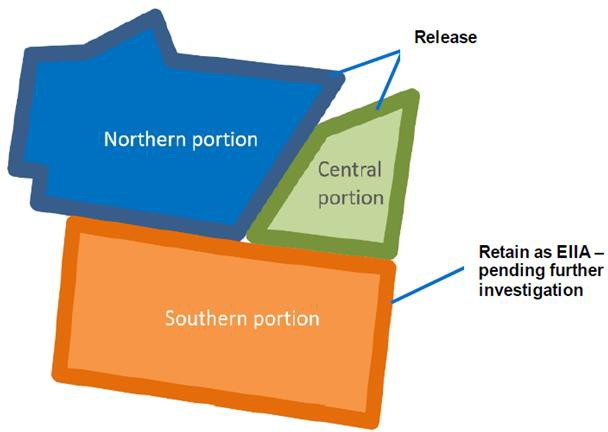 Release
Northern portion
Central
portion
Retain as EIIA –
pending further
investigation
Southern portion